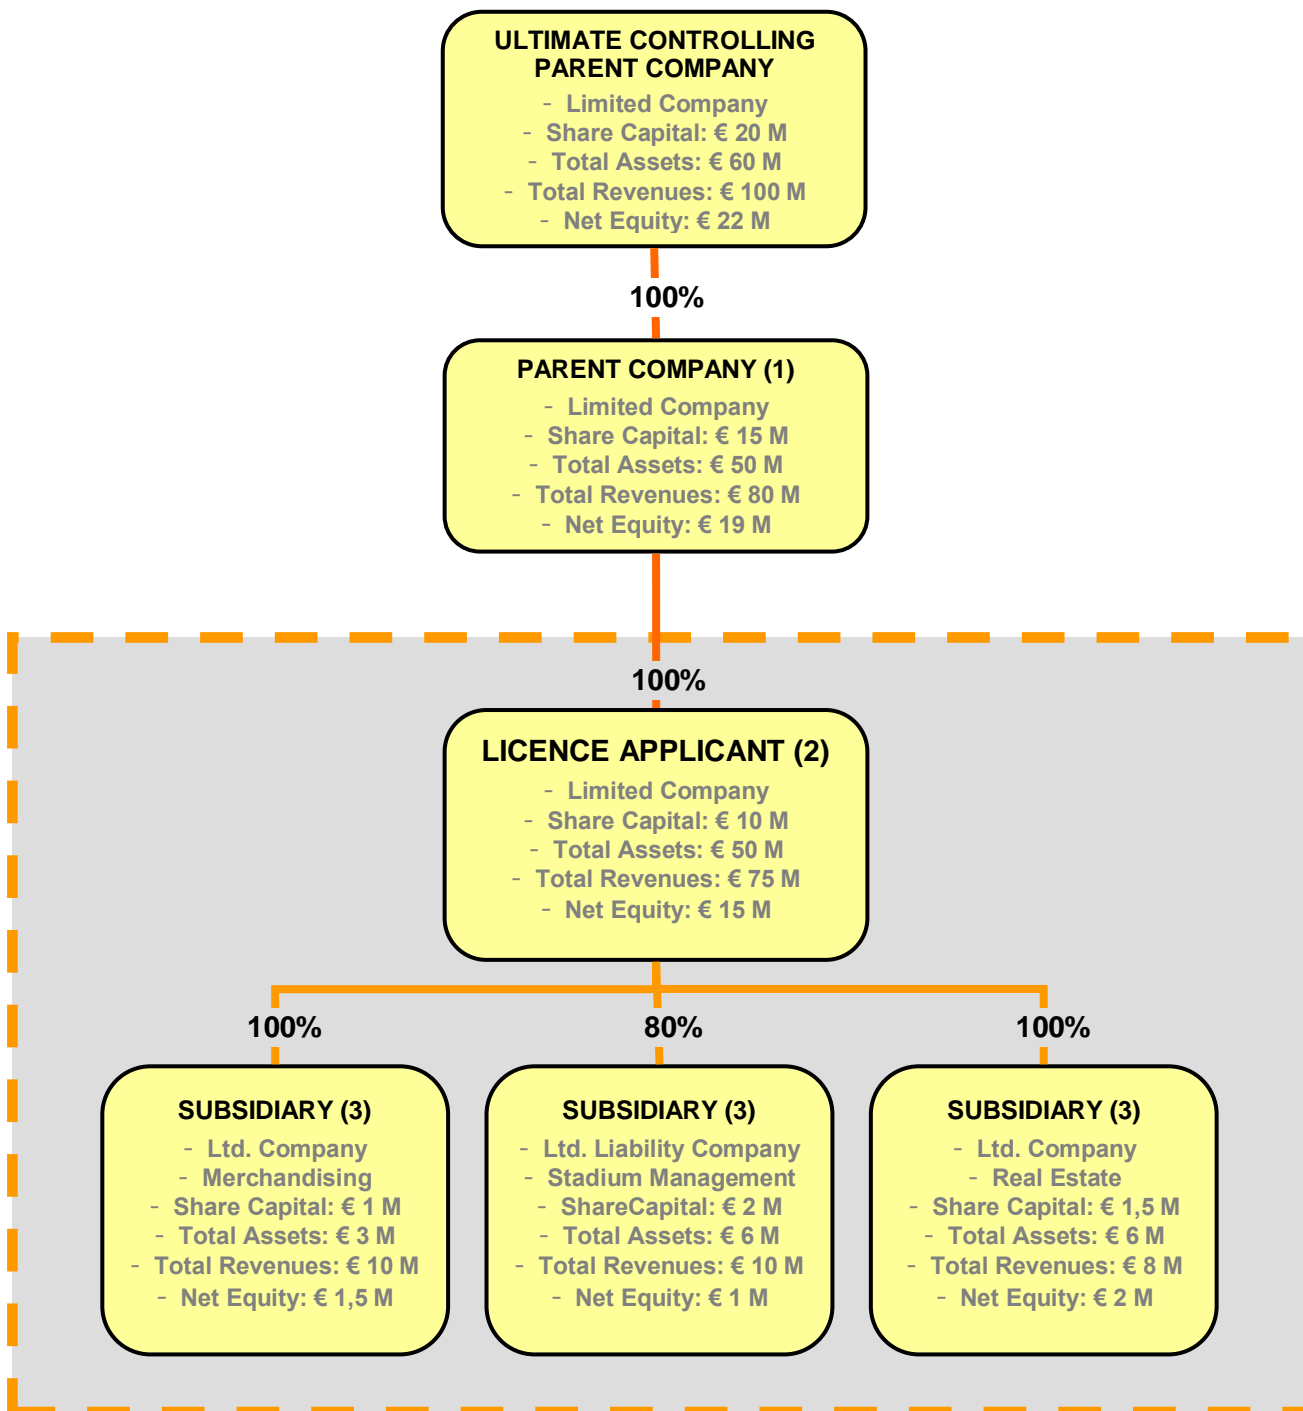 ULTIMATE CONTROLLING
PARENT COMPANY
- Limited Company
- Share Capital: € 20 M
- Total Assets: € 60 M
- Total Revenues: € 100 M
- Net Equity: € 22 M
100%
PARENT COMPANY (1)
- Limited Company
- Share Capital: € 15 M
- Total Assets: € 50 M
- Total Revenues: € 80 M
- Net Equity: € 19 M
100%
LICENCE APPLICANT (2)
- Limited Company
- Share Capital: € 10 M
- Total Assets: € 50 M
- Total Revenues: € 75 M
- Net Equity: € 15 M
100%
80%
100%
SUBSIDIARY (3)
- Ltd. Company
- Merchandising
- Share Capital: € 1 M
- Total Assets: € 3 M
- Total Revenues: € 10 M
- Net Equity: € 1,5 M
SUBSIDIARY (3)
- Ltd. Liability Company
- Stadium Management
- ShareCapital: € 2 M
- Total Assets: € 6 M
- Total Revenues: € 10 M
- Net Equity: € 1 M
SUBSIDIARY (3)
- Ltd. Company
- Real Estate
- Share Capital: € 1,5 M
- Total Assets: € 6 M
- Total Revenues: € 8 M
- Net Equity: € 2 M